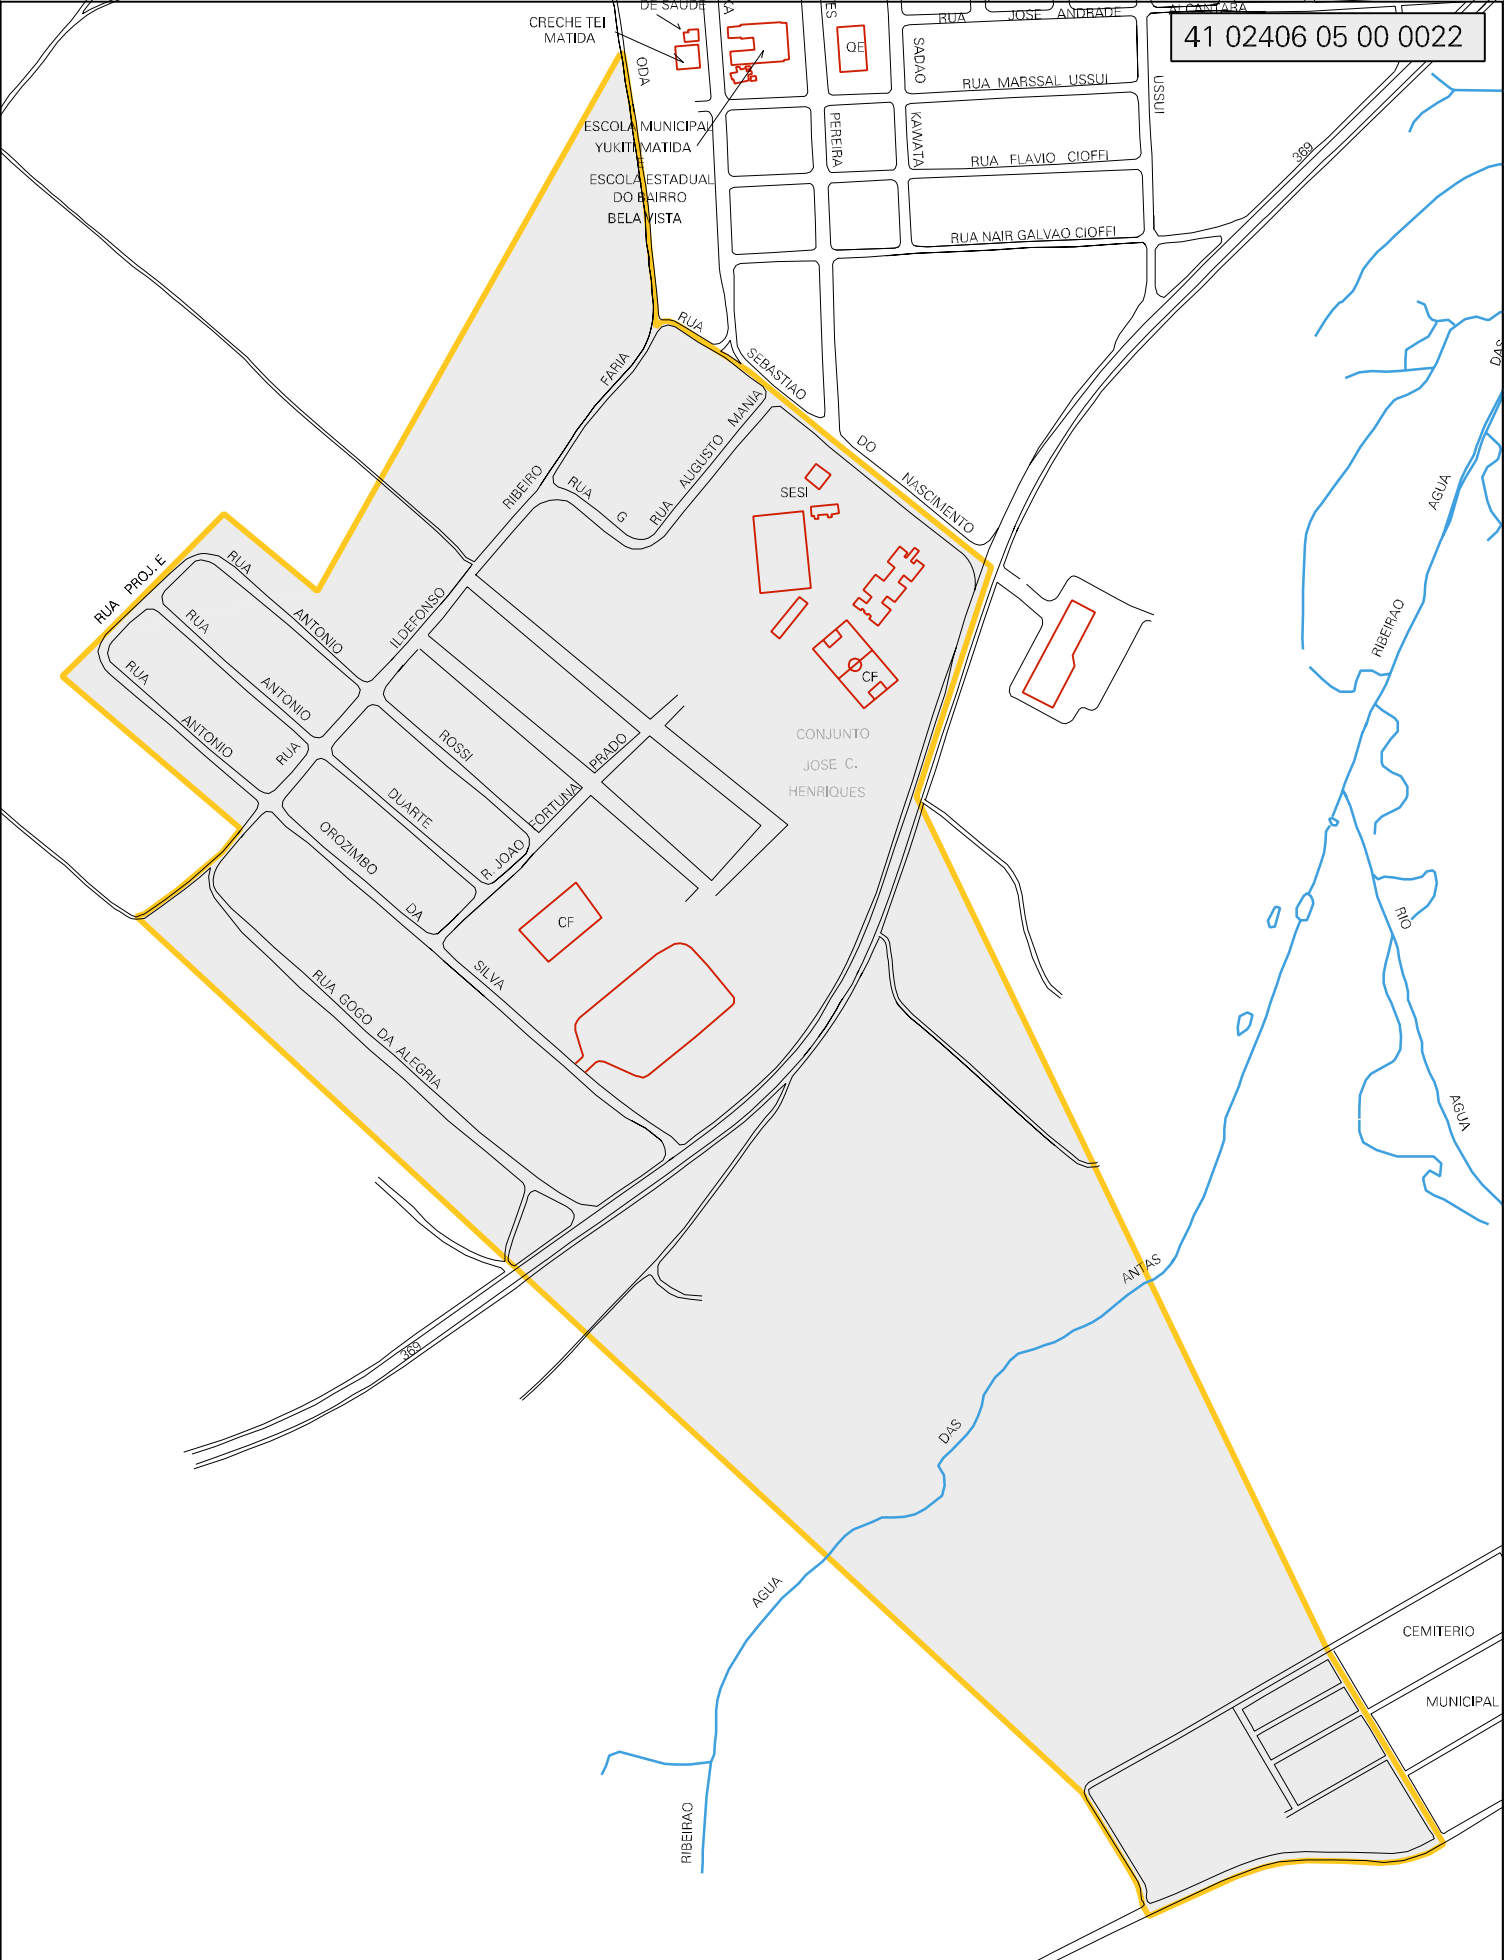 DE SAUDE
CRECHE TEI
MATIDA
RUA JOSE ANDRADE ALCANTARA
41 02406 05 00 0022
ODA
QE
SADAO
RUA MARSSAL USSUI
USSUI
ESCOLA MUNICIPAL
YUKITI MATIDA
PEREIRA
KAWATA
RUA FLAVIO CIOFFI
369
ESCOLA ESTADUAL
DO BAIRRO
BELA VISTA
RUA NAIR GALVAO CIOFFI
RUA SEBASTIAO DO NASCIMENTO
DAS
FARIA
RIBEIRO
ILDEFONSO
RUA
RUA AUGUSTO MANIA
RUA G
SESI
AGUA
RIBEIRAO
RUA PROJ. E
RUA ANTONIO ROSSI
RUA ANTONIO DUARTE
RUA ANTONIO OROZIMBO DA SILVA
CF
CONJUNTO
JOSE C.
HENRIQUES
R. JOAO FORTUNA PRADO
CF
RIO
AGUA
RUA GOGO DA ALEGRIA
369
ANTAS
DAS
AGUA
RIBEIRAO
CEMITERIO
MUNICIPAL